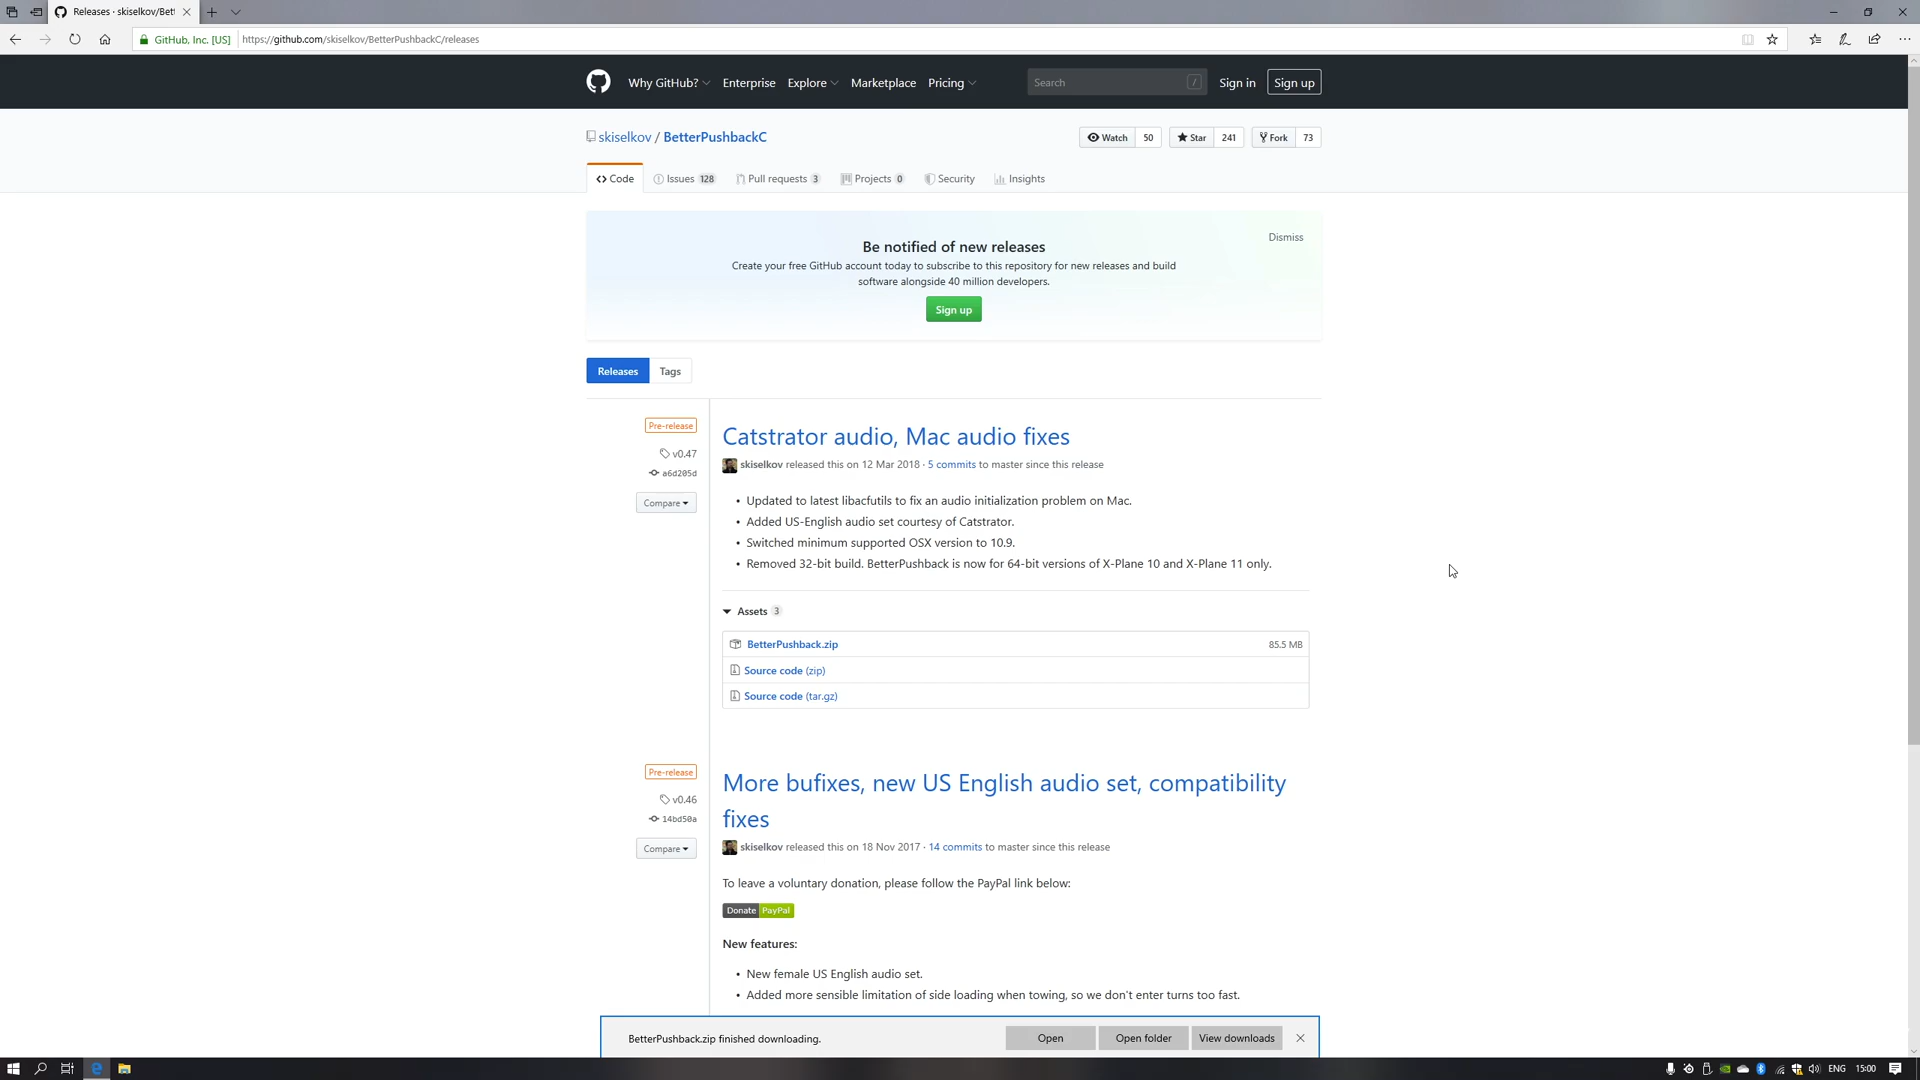 Releases · skiselkov/Bet
GitHub, Inc. [US]
https://github.com/skiselkov/BetterPushbackC/releases
Why GitHub?
Enterprise
Explore
Marketplace
Pricing
Search
/
Sign in
Sign up
skiselkov / BetterPushbackC
Watch 50
Star 241
Fork 73
Code
Issues 128
Pull requests 3
Projects 0
Security
Insights
Be notified of new releases
Dismiss
Create your free GitHub account today to subscribe to this repository for new releases and build
software alongside 40 million developers.
Sign up
Releases
Tags
Pre-release
v0.47
a6d205d
Compare
Catstrator audio, Mac audio fixes
skiselkov released this on 12 Mar 2018 · 5 commits to master since this release
• Updated to latest libacfutils to fix an audio initialization problem on Mac.
• Added US-English audio set courtesy of Catstrator.
• Switched minimum supported OSX version to 10.9.
• Removed 32-bit build. BetterPushback is now for 64-bit versions of X-Plane 10 and X-Plane 11 only.
Assets 3
BetterPushback.zip
85.5 MB
Source code (zip)
Source code (tar.gz)
Pre-release
v0.46
14bd50a
Compare
More bufixes, new US English audio set, compatibility
fixes
skiselkov released this on 18 Nov 2017 · 14 commits to master since this release
To leave a voluntary donation, please follow the PayPal link below:
Donate PayPal
New features:
• New female US English audio set.
• Added more sensible limitation of side loading when towing, so we don't enter turns too fast.
BetterPushback.zip finished downloading.
Open
Open folder
View downloads
ENG
15:00